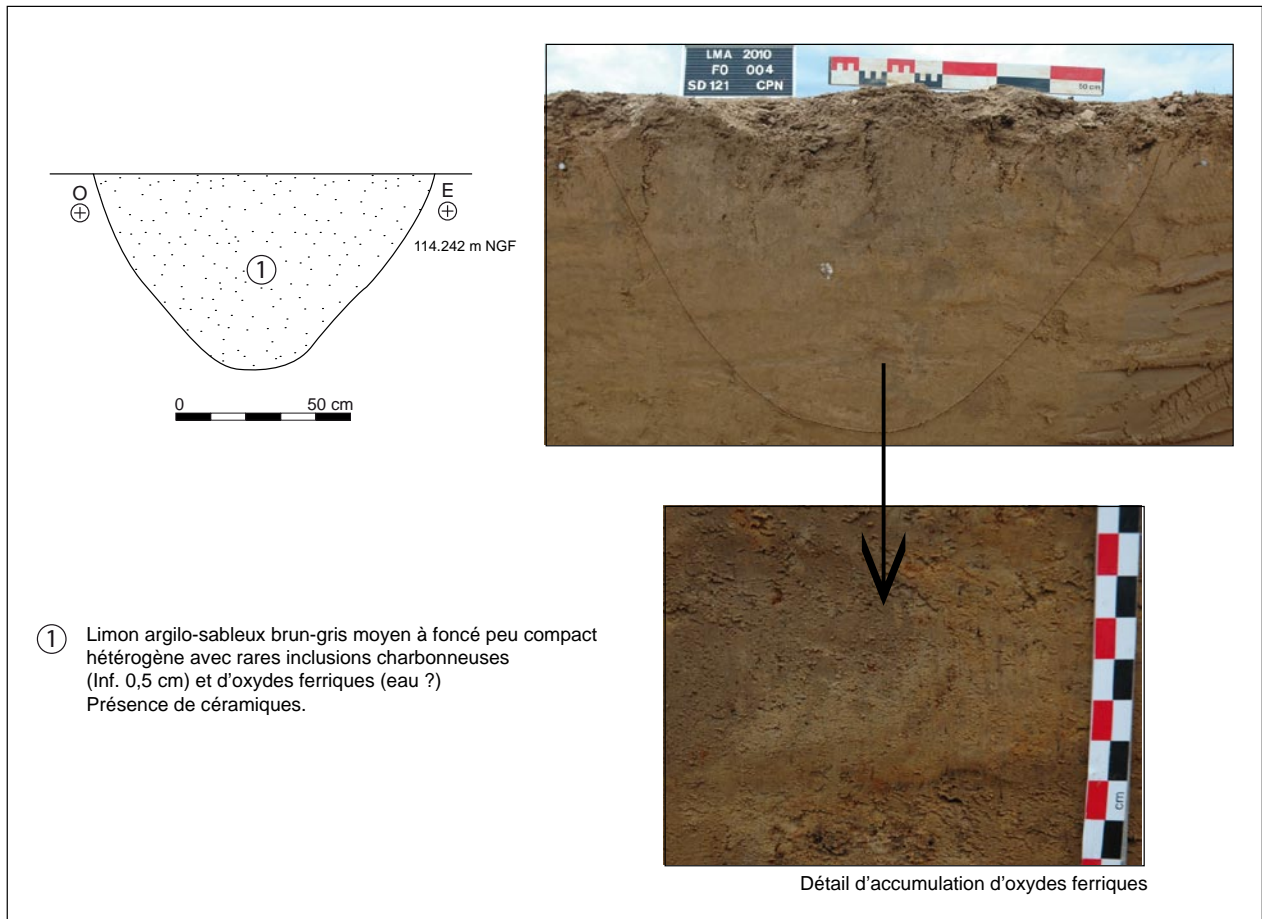 LMA 2010
F0 004
SD 121 CPN
50 cm
O
E
114.242 m NGF
1
0 50 cm
1 Limon argilo-sableux brun-gris moyen à foncé peu compact
hétérogène avec rares inclusions charbonneuses
(Inf. 0,5 cm) et d'oxydes ferriques (eau ?)
Présence de céramiques.
cm
Détail d'accumulation d'oxydes ferriques